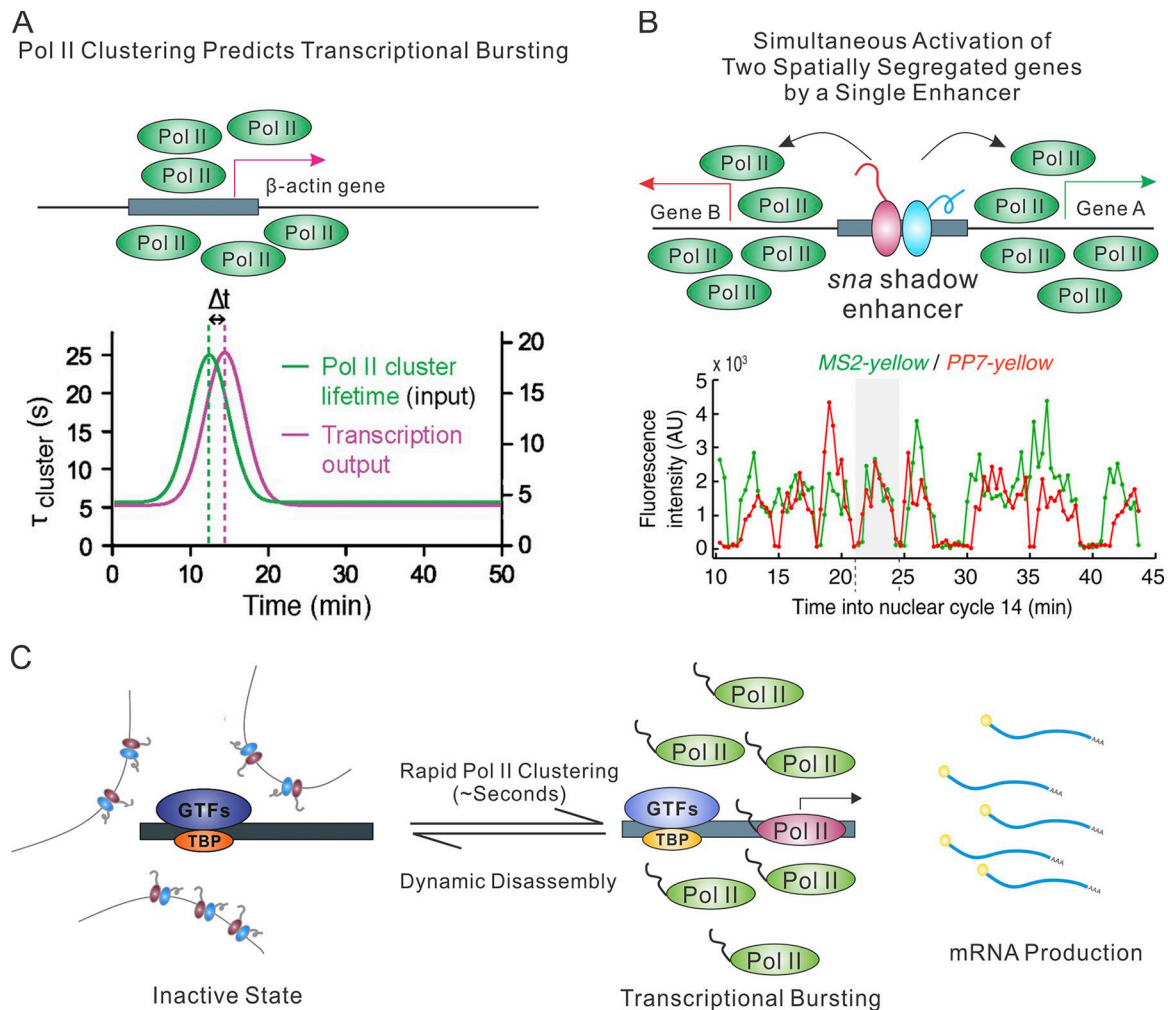 A
Pol II Clustering Predicts Transcriptional Bursting
Pol II
Pol II
Pol II
β-actin gene
Pol II
Pol II
Pol II
Δt
25
20
15
10
5
0
τ cluster (s)
Pol II cluster
lifetime (input)
Transcription
output
20
15
10
5
0
0 10 20 30 40 50
Time (min)
B
Simultaneous Activation of
Two Spatially Segregated genes
by a Single Enhancer
Pol II
Pol II
Pol II
Pol II
Gene B
Gene A
Pol II
Pol II
Pol II
Pol II
Pol II
Pol II
sna shadow
enhancer
x 10³
MS2-yellow / PP7-yellow
5
4
3
2
1
0
Fluorescence
intensity (AU)
10 15 20 25 30 35 40 45
Time into nuclear cycle 14 (min)
C
GTFs
TBP
Inactive State
Rapid Pol II Clustering
(~Seconds)
Dynamic Disassembly
Pol II
Pol II
Pol II
GTFs
TBP
Pol II
Pol II
Pol II
Pol II
Transcriptional Bursting
AAA
AAA
AAA
AAA
AAA
mRNA Production